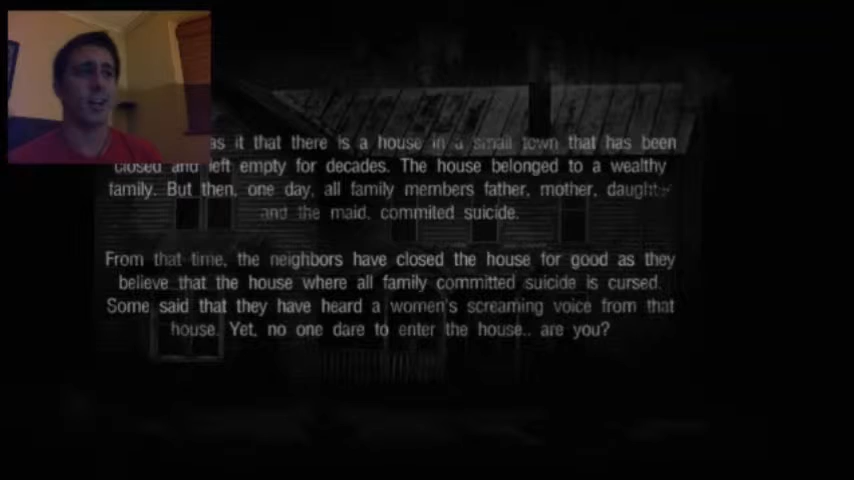 as it that there is a house in a small town that has been
closed and left empty for decades. The house belonged to a wealthy
family. But then, one day, all family members father, mother, daughter
and the maid, commited suicide.
From that time, the neighbors have closed the house for good as they
believe that the house where all family committed suicide is cursed.
Some said that they have heard a women's screaming voice from that
house. Yet, no one dare to enter the house.. are you?